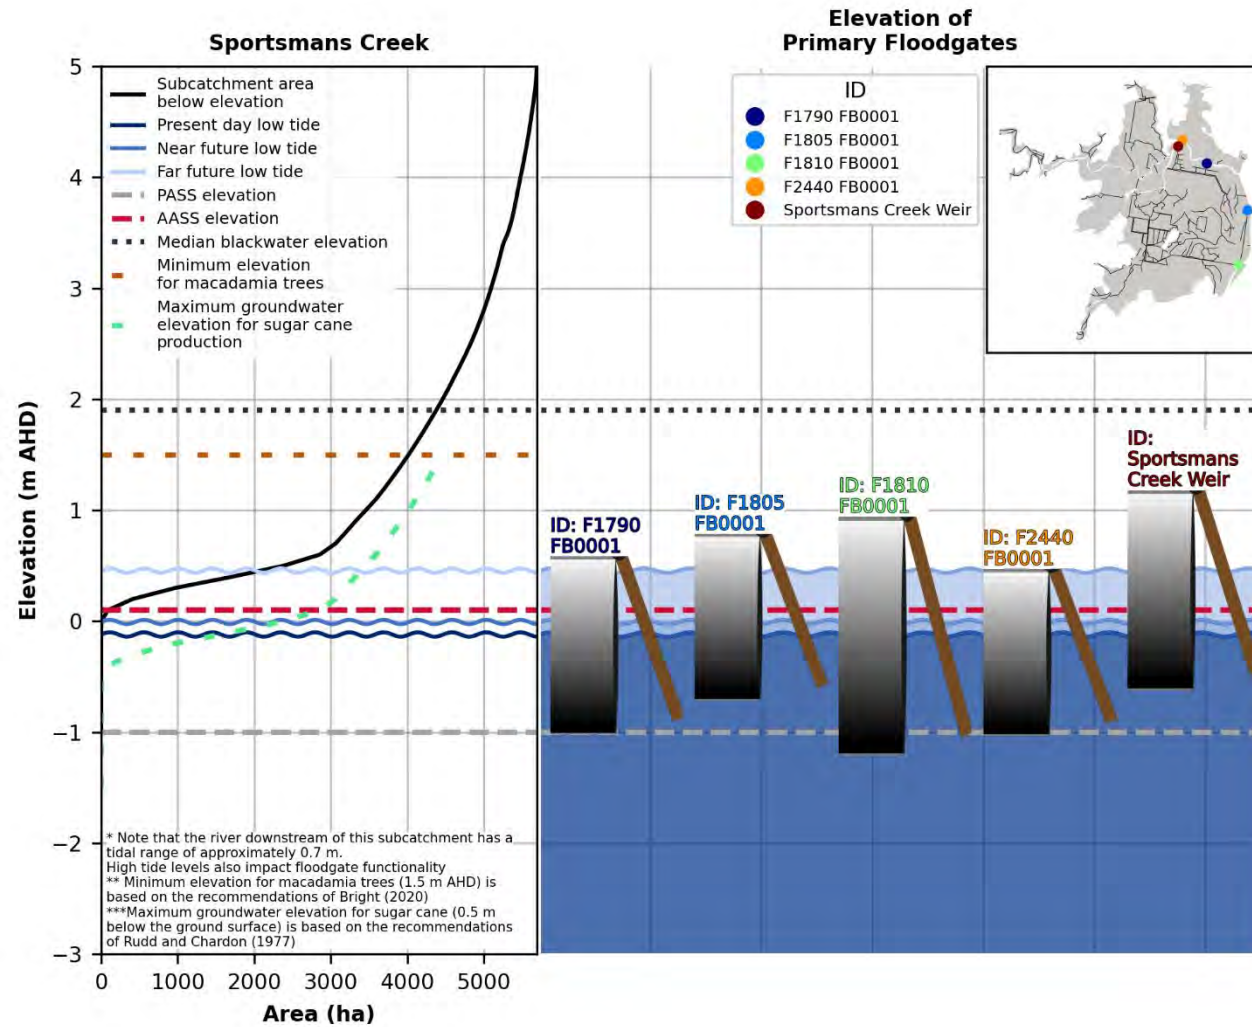 Sportsmans Creek
Elevation of
Primary Floodgates
Subcatchment area
below elevation
Present day low tide
Near future low tide
Far future low tide
PASS elevation
AASS elevation
Median blackwater elevation
Minimum elevation
for macadamia trees
Maximum groundwater
elevation for sugar cane
production
ID
F1790 FB0001
F1805 FB0001
F1810 FB0001
F2440 FB0001
Sportsmans Creek Weir
Elevation (m AHD)
5
4
3
2
1
0
−1
−2
−3
ID: F1790
FB0001
ID: F1805
FB0001
ID: F1810
FB0001
ID: F2440
FB0001
ID:
Sportsmans
Creek Weir
* Note that the river downstream of this subcatchment has a
tidal range of approximately 0.7 m.
High tide levels also impact floodgate functionality
** Minimum elevation for macadamia trees (1.5 m AHD) is
based on the recommendations of Bright (2020)
***Maximum groundwater elevation for sugar cane (0.5 m
below the ground surface) is based on the recommendations
of Rudd and Chardon (1977)
0 1000 2000 3000 4000 5000
Area (ha)